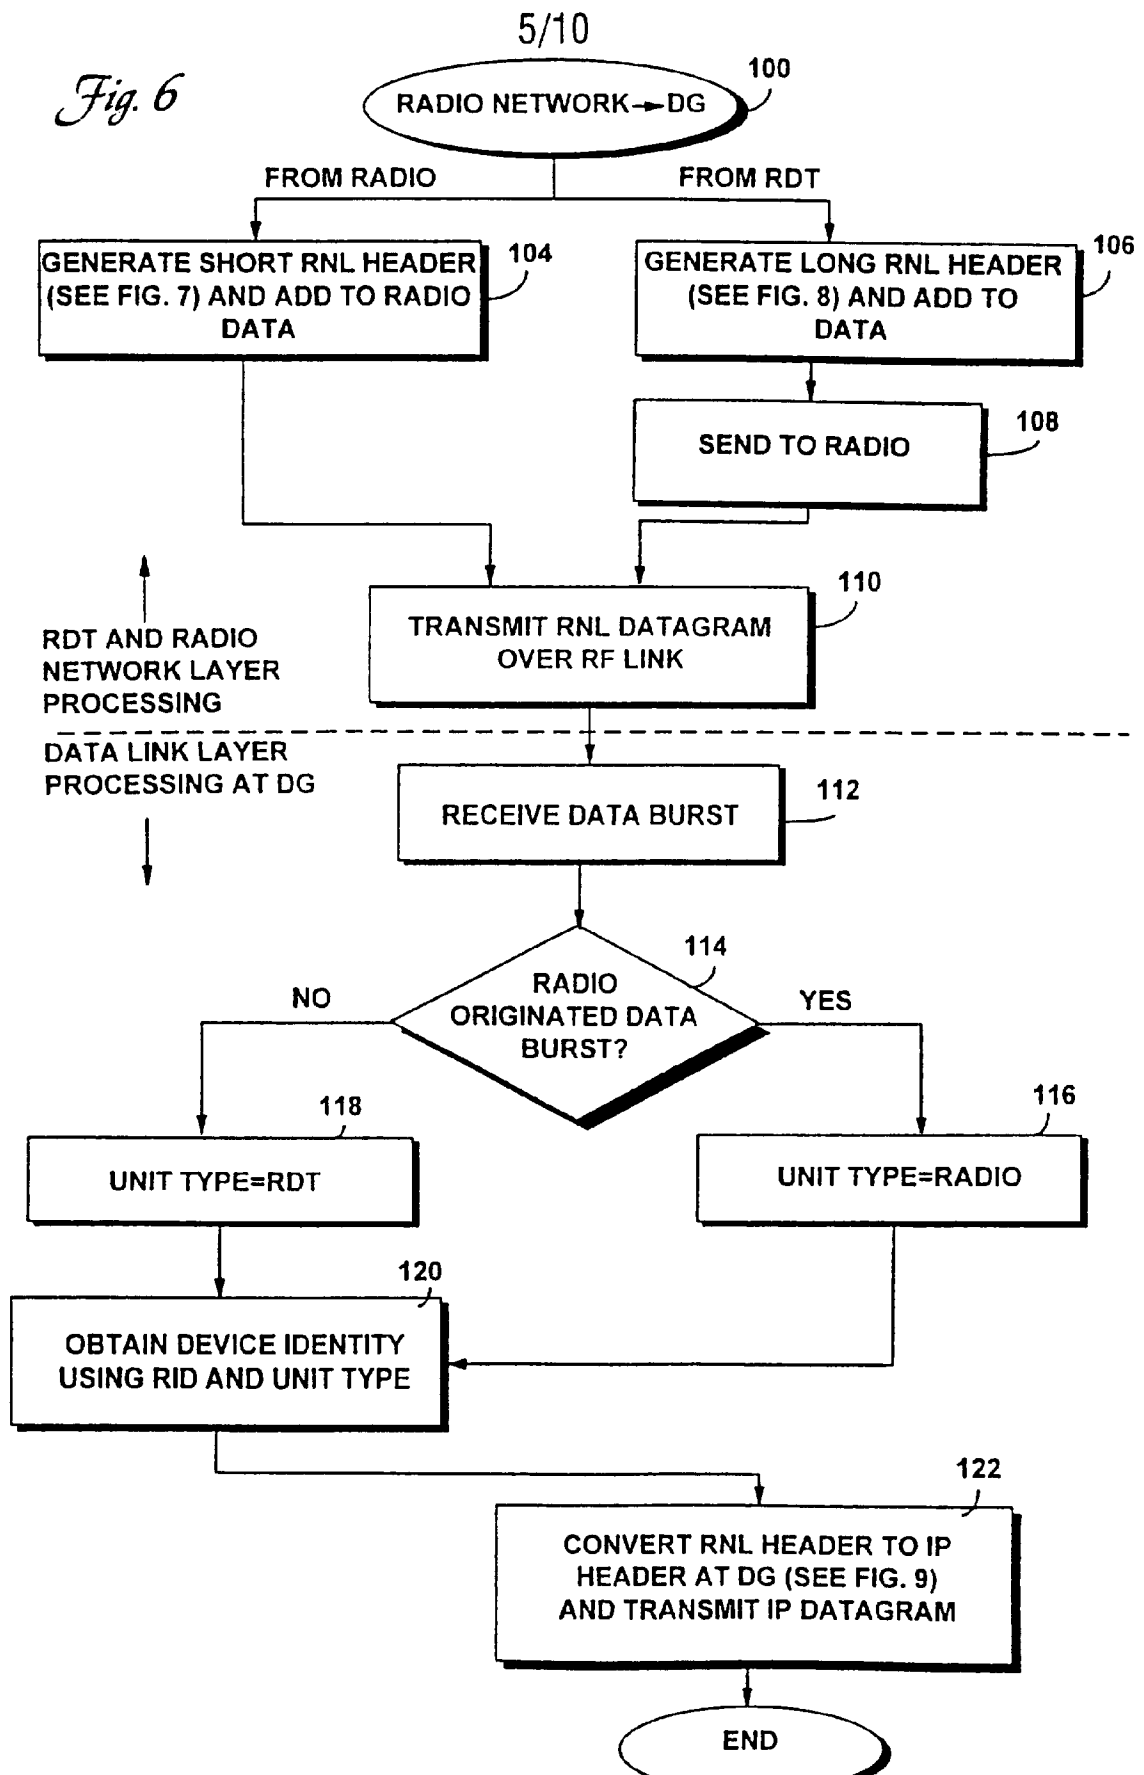 5/10
Fig. 6
100
RADIO NETWORK→DG
FROM RADIO
FROM RDT
104
GENERATE SHORT RNL HEADER
(SEE FIG. 7) AND ADD TO RADIO
DATA
106
GENERATE LONG RNL HEADER
(SEE FIG. 8) AND ADD TO
DATA
108
SEND TO RADIO
110
TRANSMIT RNL DATAGRAM
OVER RF LINK
RDT AND RADIO
NETWORK LAYER
PROCESSING
DATA LINK LAYER
PROCESSING AT DG
112
RECEIVE DATA BURST
114
RADIO
ORIGINATED DATA
BURST?
NO
YES
118
UNIT TYPE=RDT
116
UNIT TYPE=RADIO
120
OBTAIN DEVICE IDENTITY
USING RID AND UNIT TYPE
122
CONVERT RNL HEADER TO IP
HEADER AT DG (SEE FIG. 9)
AND TRANSMIT IP DATAGRAM
END